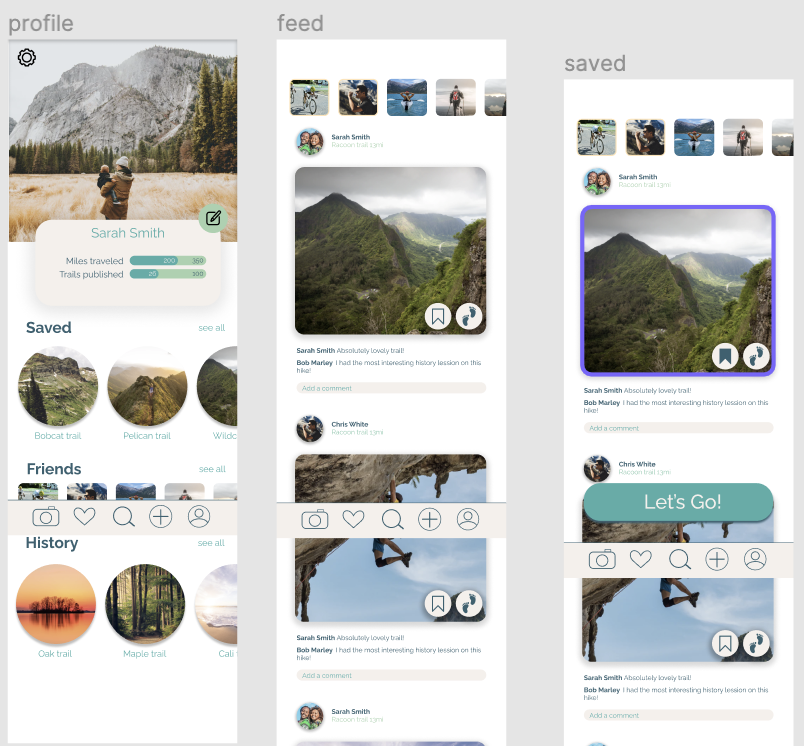 profile
Sarah Smith
Miles traveled 200 350
Trails published 26 100
Saved see all
Bobcat trail Pelican trail Wildc
Friends see all
History see all
Oak trail Maple trail Cali
feed
Sarah Smith
Racoon trail 13mi
Sarah Smith Absolutely lovely trail!
Bob Marley I had the most interesting history lession on this
hike!
Add a comment
Chris White
Racoon trail 13mi
Sarah Smith Absolutely lovely trail!
Bob Marley I had the most interesting history lession on this
hike!
Add a comment
Sarah Smith
Racoon trail 13mi
saved
Sarah Smith
Racoon trail 13mi
Sarah Smith Absolutely lovely trail!
Bob Marley I had the most interesting history lession on this
hike!
Add a comment
Chris White
Racoon trail 13mi
Let's Go!
Sarah Smith Absolutely lovely trail!
Bob Marley I had the most interesting history lession on this
hike!
Add a comment